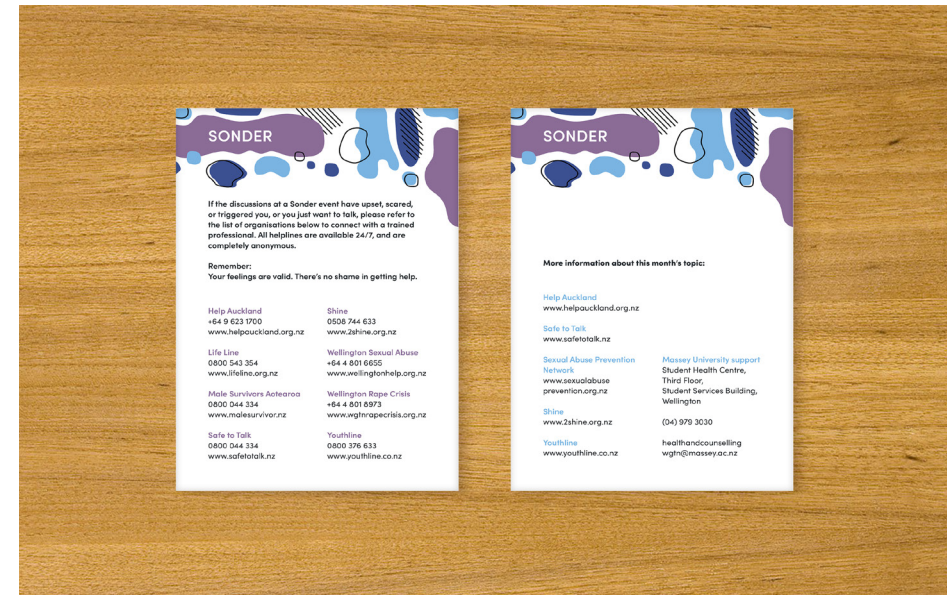 SONDER
If the discussions at a Sonder event have upset, scared,
or triggered you, or you just want to talk, please refer to
the list of organisations below to connect with a trained
professional. All helplines are available 24/7, and are
completely anonymous.
Remember:
Your feelings are valid. There's no shame in getting help.
Help Auckland
+64 9 623 1700
www.helpauckland.org.nz
Life Line
0800 543 354
www.lifeline.org.nz
Male Survivors Aotearoa
0800 044 334
www.malesurvivor.nz
Safe to Talk
0800 044 334
www.safetotalk.nz
Shine
0508 744 633
www.2shine.org.nz
Wellington Sexual Abuse
+64 4 801 6655
www.wellingtonhelp.org.nz
Wellington Rape Crisis
+64 4 801 8973
www.wgtnrapecrisis.org.nz
Youthline
0800 376 633
www.youthline.co.nz
SONDER
More information about this month's topic:
Help Auckland
www.helpauckland.org.nz
Safe to Talk
www.safetotalk.nz
Sexual Abuse Prevention
Network
www.sexualabuse
prevention.org.nz
Shine
www.2shine.org.nz
Youthline
www.youthline.co.nz
Massey University support
Student Health Centre,
Third Floor,
Student Services Building,
Wellington
(04) 979 3030
healthandcounselling
wgtn@massey.ac.nz